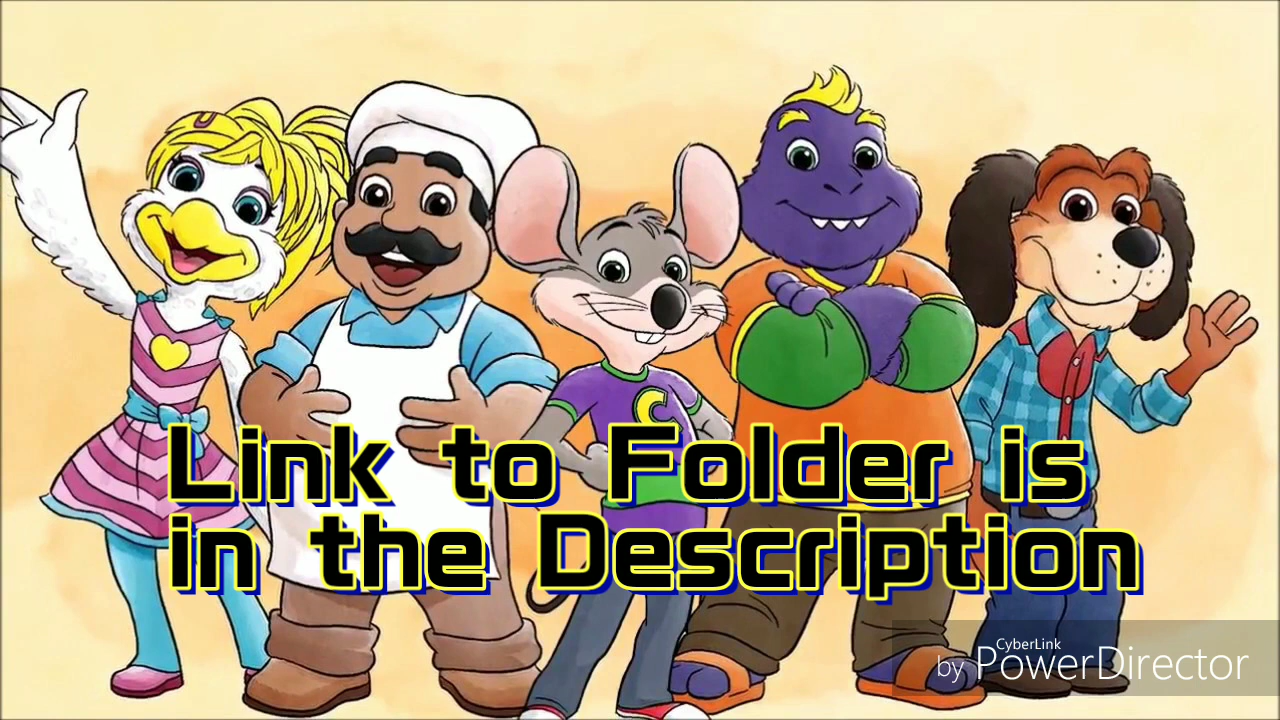 C
Link to Folder is
in the Description
CyberLink
by PowerDirector